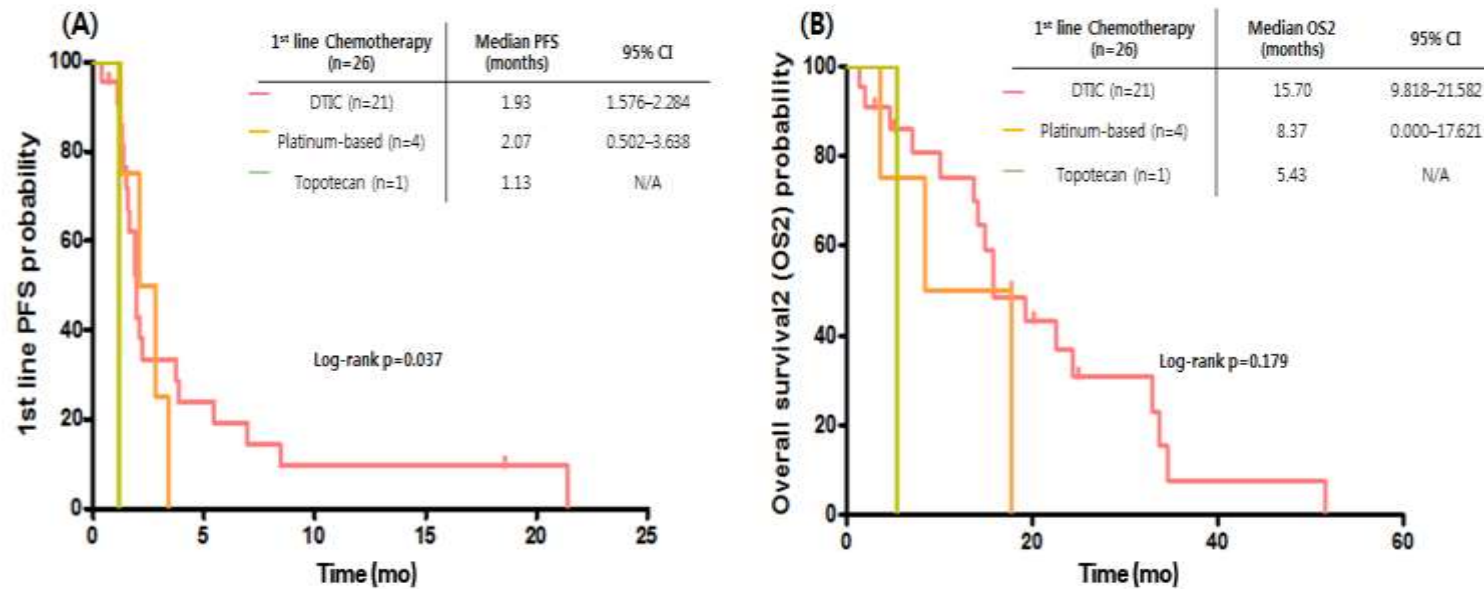 (A)
1st line Chemotherapy (n=26) Median PFS (months) 95% CI
DTIC (n=21) 1.93 1.576–2.284
Platinum-based (n=4) 2.07 0.502–3.638
Topotecan (n=1) 1.13 N/A
1st line PFS probability
100
80
60
40
20
0
Log-rank p=0.037
0 5 10 15 20 25
Time (mo)
(B)
1st line Chemotherapy (n=26) Median OS2 (months) 95% CI
DTIC (n=21) 15.70 9.818–21.582
Platinum-based (n=4) 8.37 0.000–17.621
Topotecan (n=1) 5.43 N/A
Overall survival2 (OS2) probability
100
80
60
40
20
0
Log-rank p=0.179
0 20 40 60
Time (mo)